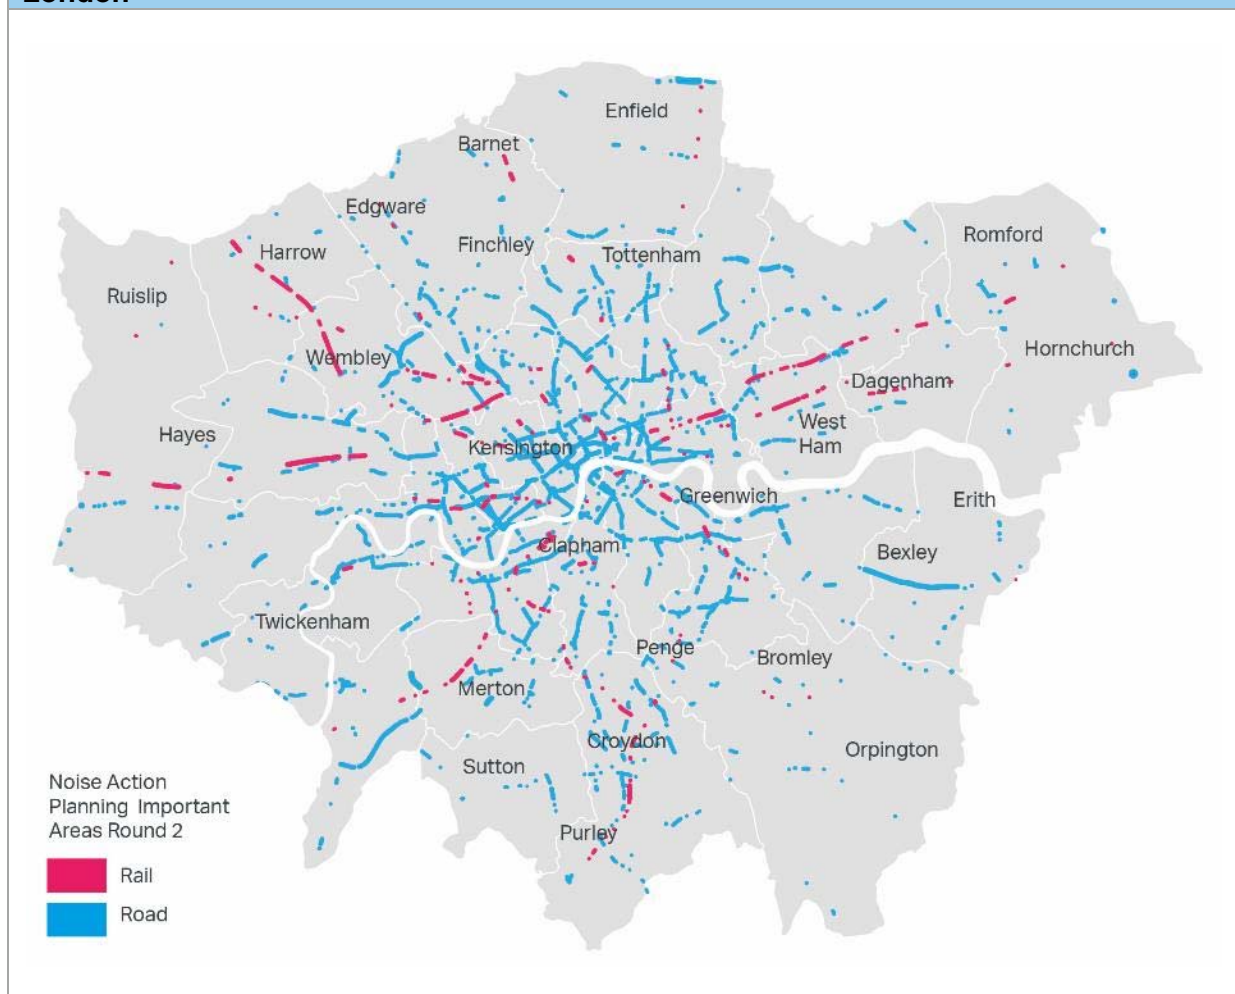 London
Enfield
Barnet
Edgware
Harrow
Finchley
Tottenham
Romford
Ruislip
Wembley
Hornchurch
Dagenham
Hayes
West
Ham
Kensington
Greenwich
Erith
Clapham
Bexley
Twickenham
Penge
Bromley
Merton
Croydon
Orpington
Sutton
Purley
Noise Action
Planning Important
Areas Round 2
Rail
Road